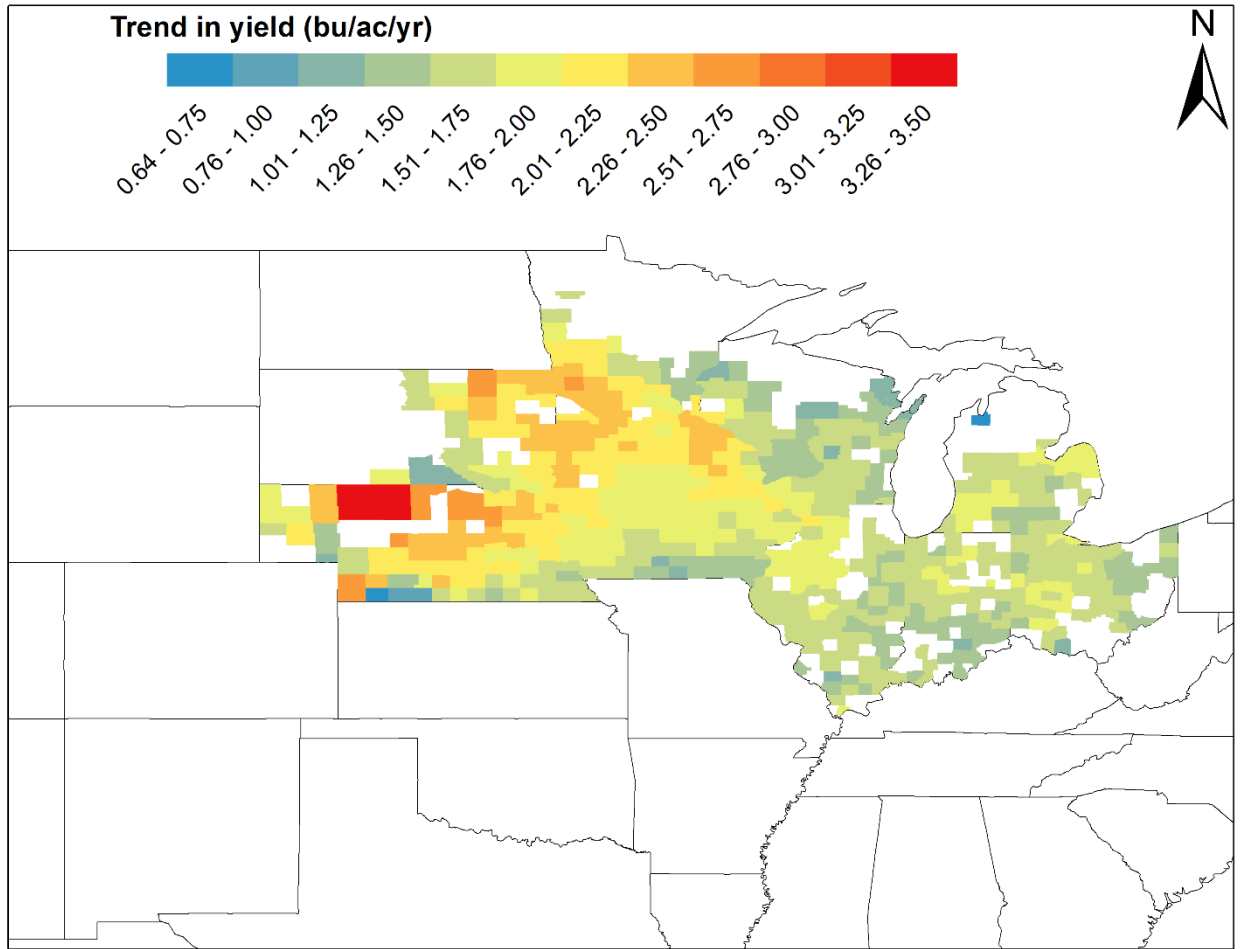 Trend in yield (bu/ac/yr)
N
0.64 - 0.75
0.76 - 1.00
1.01 - 1.25
1.26 - 1.50
1.51 - 1.75
1.76 - 2.00
2.01 - 2.25
2.26 - 2.50
2.51 - 2.75
2.76 - 3.00
3.01 - 3.25
3.26 - 3.50